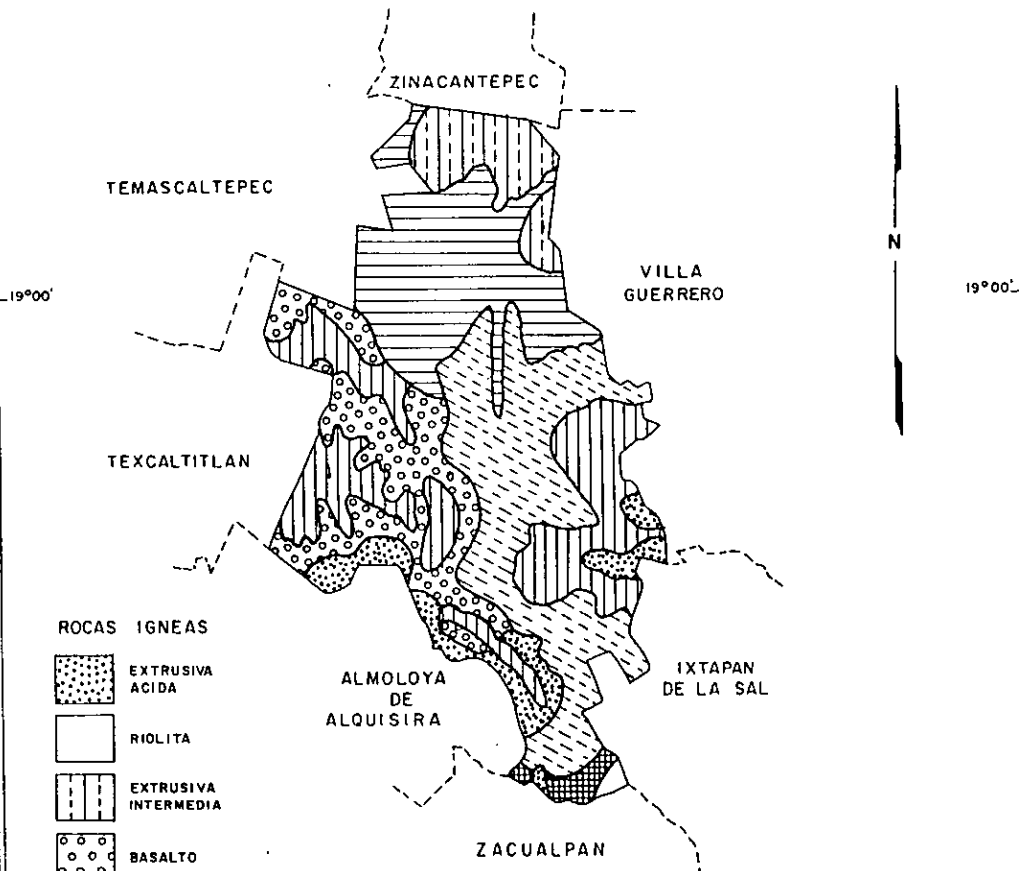 ZINACANTEPEC
TEMASCALTEPEC
N
VILLA
GUERRERO
19°00'
19°00'
TEXCALTITLAN
ROCAS IGNEAS
EXTRUSIVA
ACIDA
RIOLITA
EXTRUSIVA
INTERMEDIA
BASALTO
ALMOLOYA
DE
ALQUISIRA
IXTAPAN
DE LA SAL
ZACUALPAN